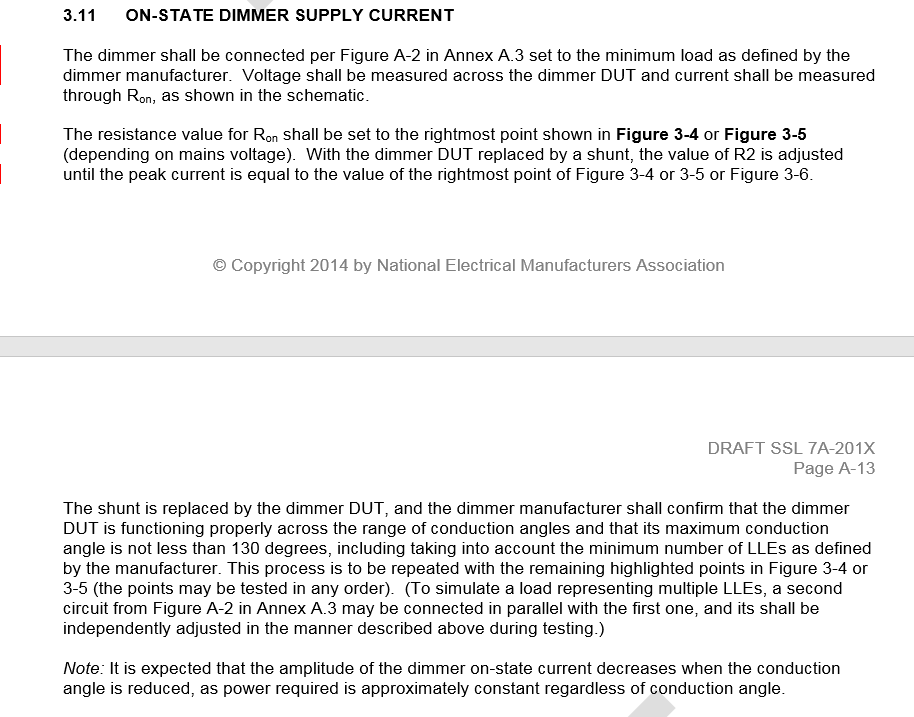 3.11 ON-STATE DIMMER SUPPLY CURRENT
The dimmer shall be connected per Figure A-2 in Annex A.3 set to the minimum load as defined by the
dimmer manufacturer. Voltage shall be measured across the dimmer DUT and current shall be measured
through Ron, as shown in the schematic.
The resistance value for Ron shall be set to the rightmost point shown in Figure 3-4 or Figure 3-5
(depending on mains voltage). With the dimmer DUT replaced by a shunt, the value of R2 is adjusted
until the peak current is equal to the value of the rightmost point of Figure 3-4 or 3-5 or Figure 3-6.
© Copyright 2014 by National Electrical Manufacturers Association
DRAFT SSL 7A-201X
Page A-13
The shunt is replaced by the dimmer DUT, and the dimmer manufacturer shall confirm that the dimmer
DUT is functioning properly across the range of conduction angles and that its maximum conduction
angle is not less than 130 degrees, including taking into account the minimum number of LLEs as defined
by the manufacturer. This process is to be repeated with the remaining highlighted points in Figure 3-4 or
3-5 (the points may be tested in any order). (To simulate a load representing multiple LLEs, a second
circuit from Figure A-2 in Annex A.3 may be connected in parallel with the first one, and its shall be
independently adjusted in the manner described above during testing.)
Note: It is expected that the amplitude of the dimmer on-state current decreases when the conduction
angle is reduced, as power required is approximately constant regardless of conduction angle.